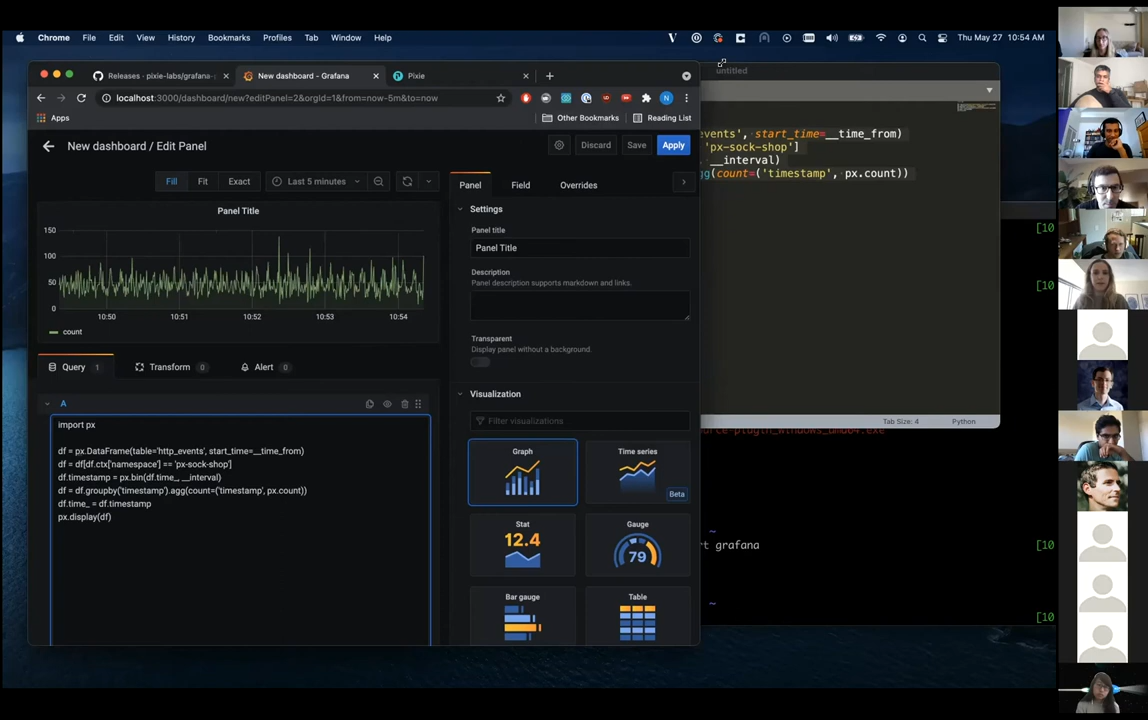 Chrome File Edit View History Bookmarks Profiles Tab Window Help
Thu May 27 10:54 AM
Releases · pixie-labs/grafana-
New dashboard - Grafana
Pixie
untitled
localhost:3000/dashboard/new?editPanel=2&orgId=1&from=now-5m&to=now
N
Apps
Other Bookmarks
Reading List
New dashboard / Edit Panel
Discard
Save
Apply
events', start_time=__time_from)
'px-sock-shop']
__interval)
gg(count=('timestamp', px.count))
Fill
Fit
Exact
Last 5 minutes
Panel
Field
Overrides
Panel Title
150
100
50
0
10:50
10:51
10:52
10:53
10:54
count
Settings
Panel title
Panel Title
Description
Panel description supports markdown and links.
Transparent
Display panel without a background.
Query 1
Transform 0
Alert 0
Visualization
Filter visualizations
A
import px
df = px.DataFrame(table='http_events', start_time=__time_from)
df = df[df.ctx['namespace'] == 'px-sock-shop']
df.timestamp = px.bin(df.time_, __interval)
df = df.groupby('timestamp').agg(count=('timestamp', px.count))
df.time_ = df.timestamp
px.display(df)
Graph
Time series
Beta
Stat
12.4
Gauge
79
Bar gauge
Table
Tab Size: 4
Python
[10
[10
~
rt grafana
[10
~
[10